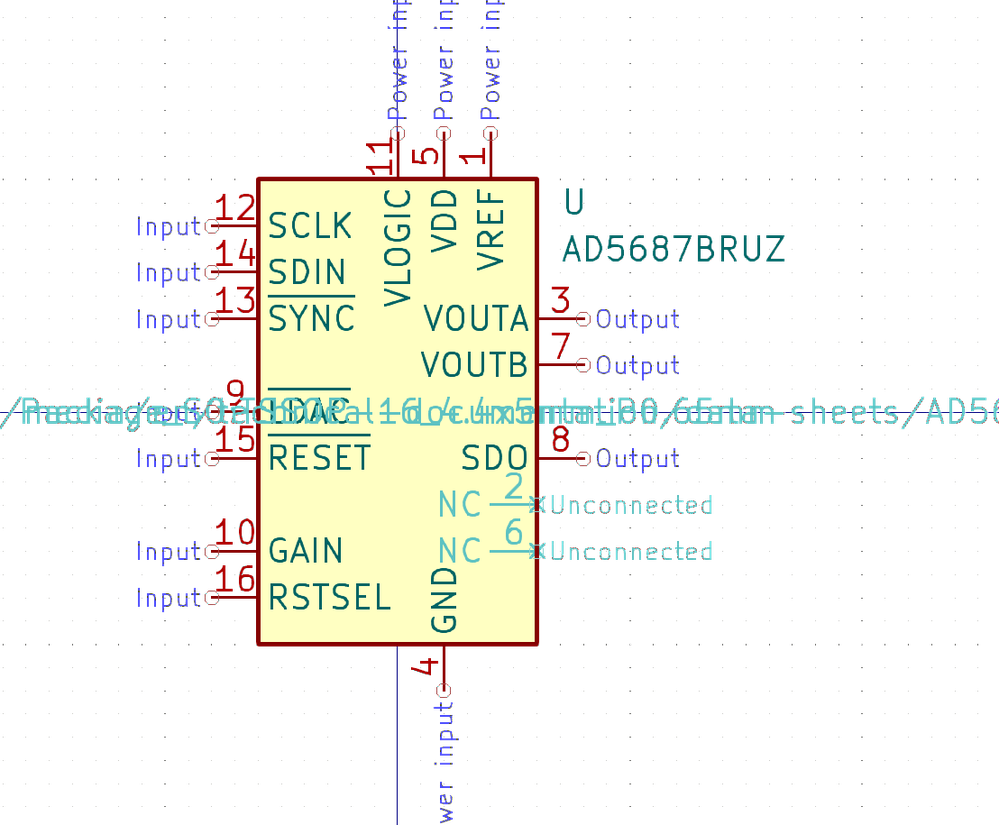 Power inp
Power inp
Power inp
11
5
1
VLOGIC
VDD
VREF
U
AD5687BRUZ
Input 12 SCLK
Input 14 SDIN
Input 13 SYNC
VOUTA 3 Output
VOUTB 7 Output
9 LDAC
Input 15 RESET
SDO 8 Output
NC 2 Unconnected
NC 6 Unconnected
Input 10 GAIN
Input 16 RSTSEL
GND
4
wer input